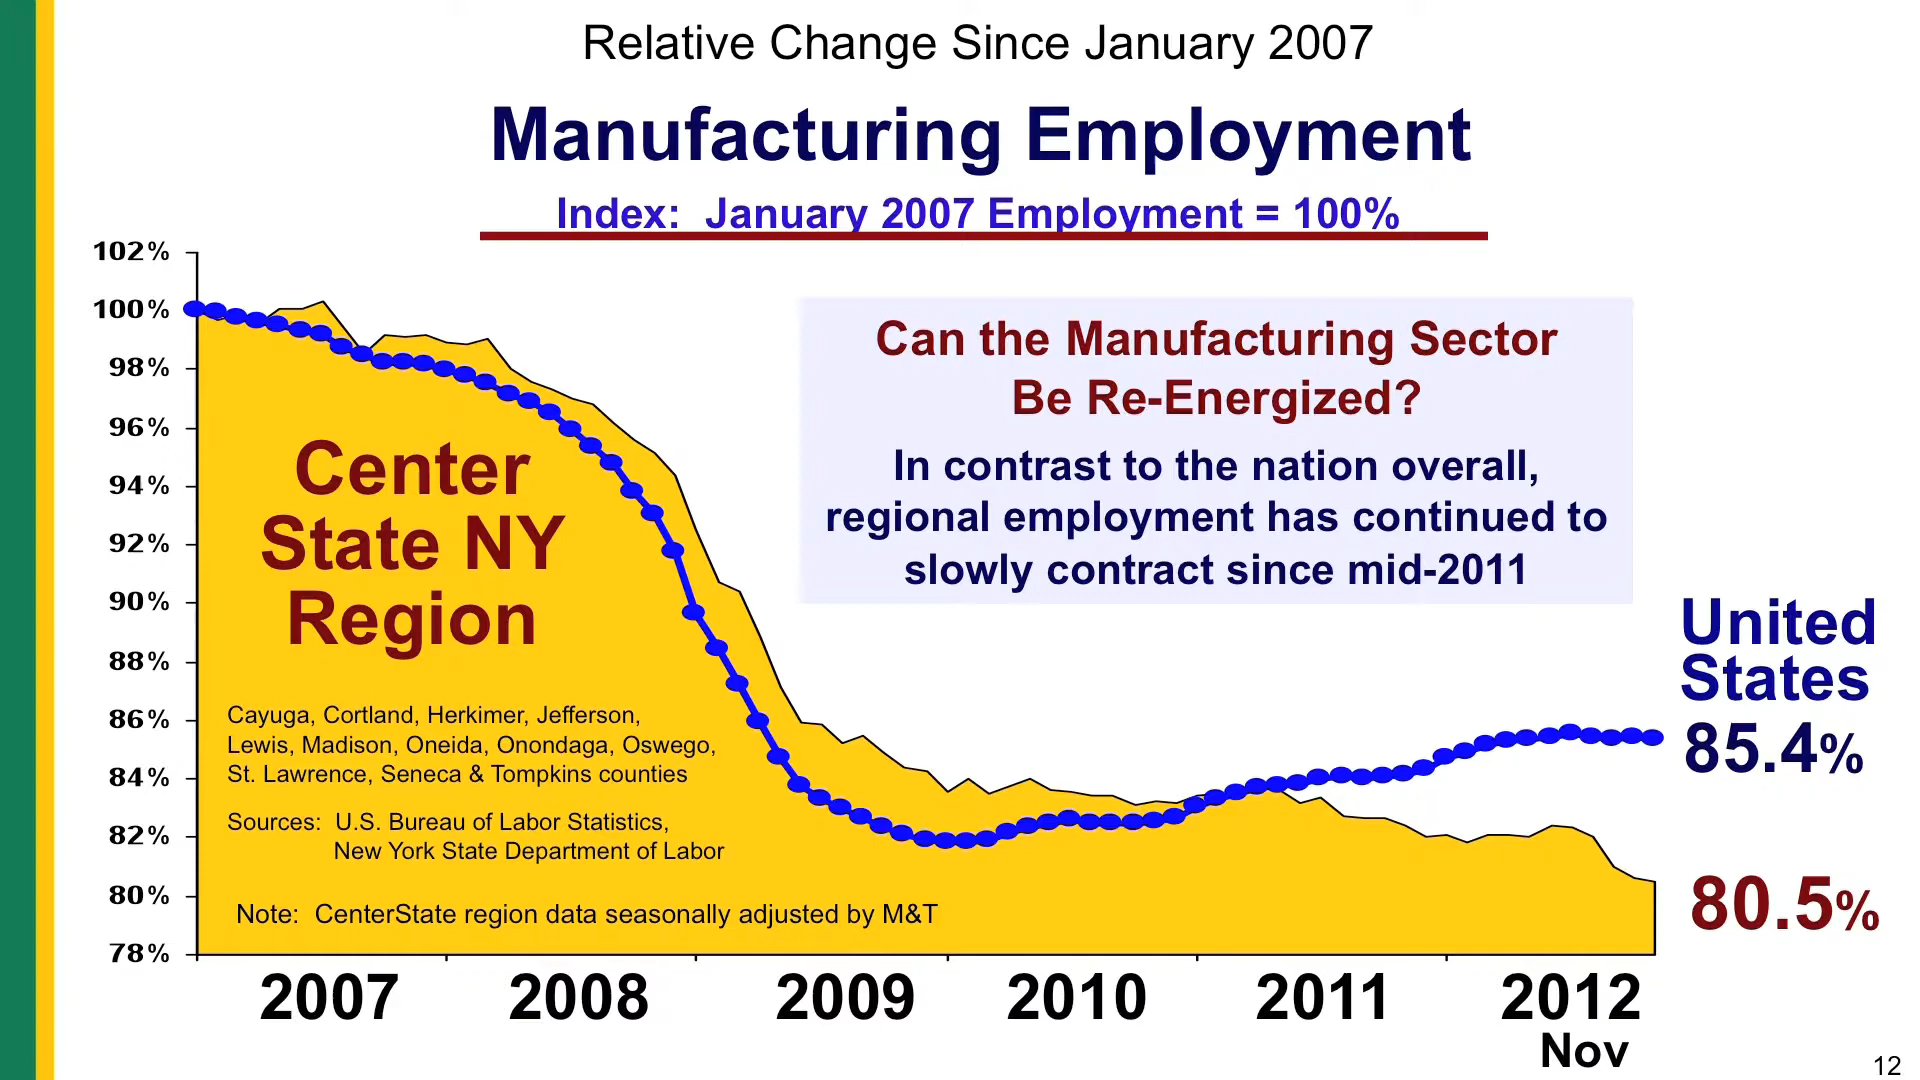 Relative Change Since January 2007
Manufacturing Employment
Index:  January 2007 Employment = 100%
102%
100%
98%
96%
94%
92%
90%
88%
86%
84%
82%
80%
78%
Can the Manufacturing Sector
Be Re-Energized?
In contrast to the nation overall,
regional employment has continued to
slowly contract since mid-2011
Center
State NY
Region
Cayuga, Cortland, Herkimer, Jefferson,
Lewis, Madison, Oneida, Onondaga, Oswego,
St. Lawrence, Seneca & Tompkins counties
Sources:  U.S. Bureau of Labor Statistics,
New York State Department of Labor
Note:  CenterState region data seasonally adjusted by M&T
United
States
85.4%
80.5%
2007 2008 2009 2010 2011 2012
Nov
12